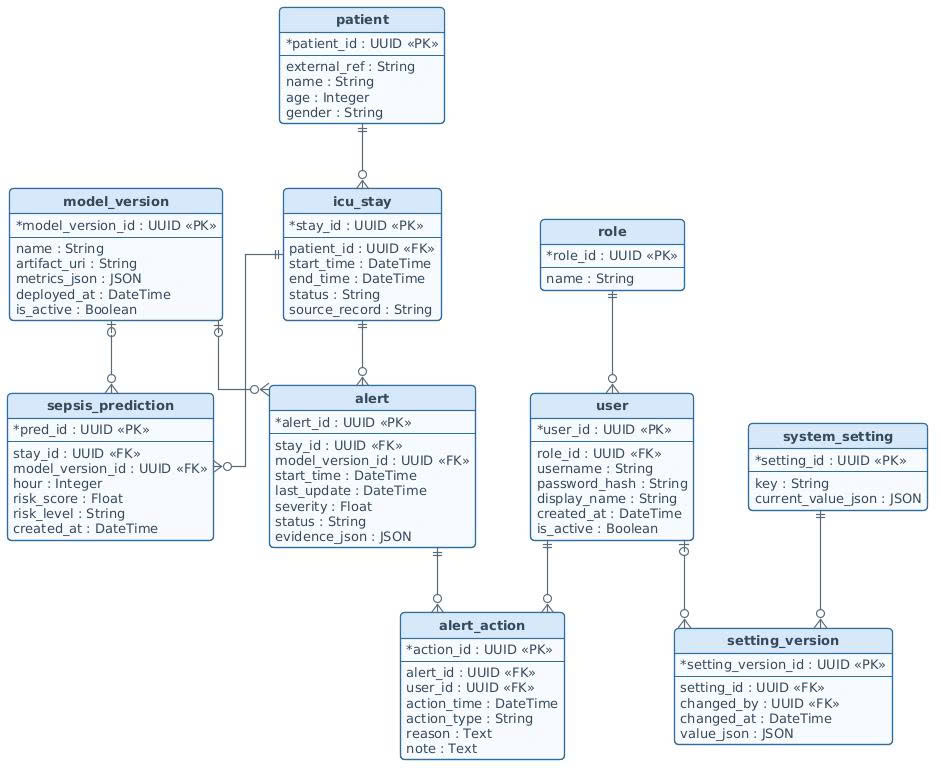 patient
*patient_id : UUID «PK»
external_ref : String
name : String
age : Integer
gender : String
model_version
*model_version_id : UUID «PK»
name : String
artifact_uri : String
metrics_json : JSON
deployed_at : DateTime
is_active : Boolean
icu_stay
*stay_id : UUID «PK»
patient_id : UUID «FK»
start_time : DateTime
end_time : DateTime
status : String
source_record : String
role
*role_id : UUID «PK»
name : String
sepsis_prediction
*pred_id : UUID «PK»
stay_id : UUID «FK»
model_version_id : UUID «FK»
hour : Integer
risk_score : Float
risk_level : String
created_at : DateTime
alert
*alert_id : UUID «PK»
stay_id : UUID «FK»
model_version_id : UUID «FK»
start_time : DateTime
last_update : DateTime
severity : Float
status : String
evidence_json : JSON
user
*user_id : UUID «PK»
role_id : UUID «FK»
username : String
password_hash : String
display_name : String
created_at : DateTime
is_active : Boolean
system_setting
*setting_id : UUID «PK»
key : String
current_value_json : JSON
alert_action
*action_id : UUID «PK»
alert_id : UUID «FK»
user_id : UUID «FK»
action_time : DateTime
action_type : String
reason : Text
note : Text
setting_version
*setting_version_id : UUID «PK»
setting_id : UUID «FK»
changed_by : UUID «FK»
changed_at : DateTime
value_json : JSON